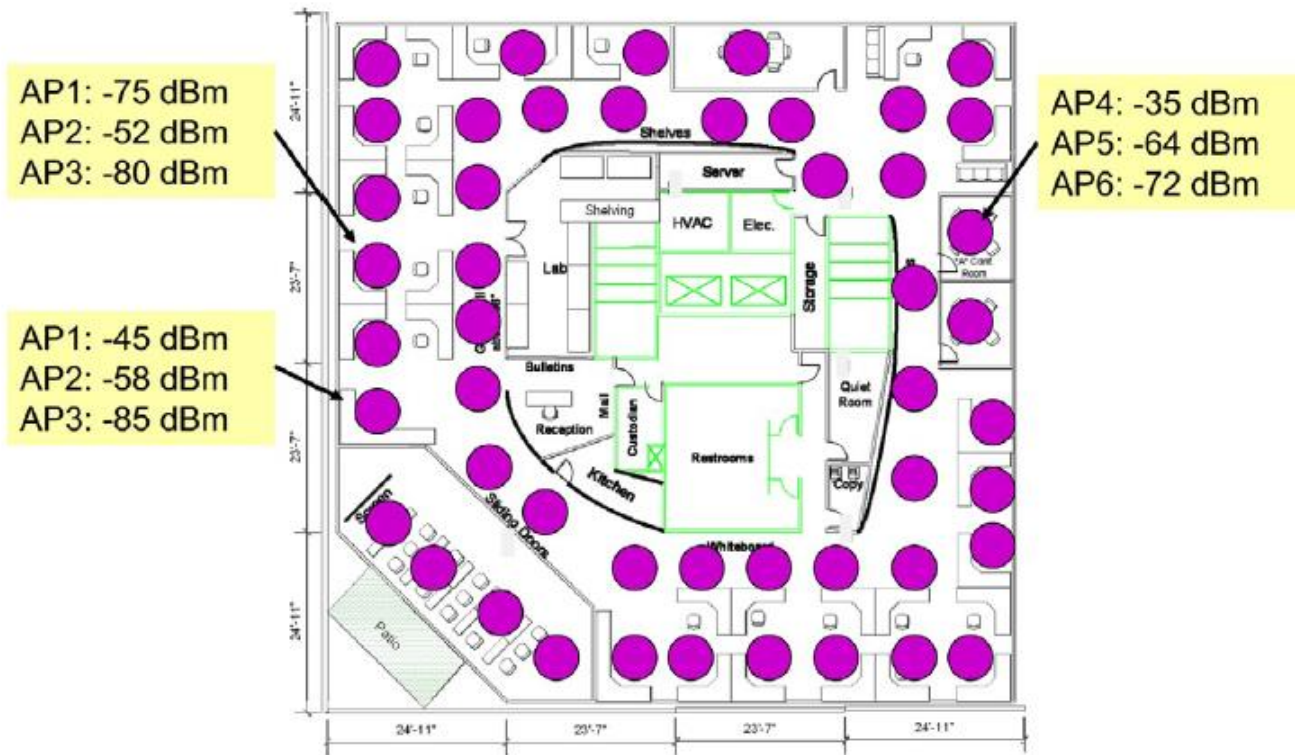 AP1: -75 dBm
AP2: -52 dBm
AP3: -80 dBm
AP1: -45 dBm
AP2: -58 dBm
AP3: -85 dBm
AP4: -35 dBm
AP5: -64 dBm
AP6: -72 dBm
24'-11"
23'-7"
23'-7"
24'-11"
Shelves
Server
Shelving
HVAC
Elec.
Lab
Storage
"A" Conf.
Room
Bulletins
Mail
Reception
Custodian
Restrooms
Quiet
Room
Copy
Kitchen
Screen
Sliding Doors
Whiteboard
Patio
24'-11"
23'-7"
23'-7"
24'-11"